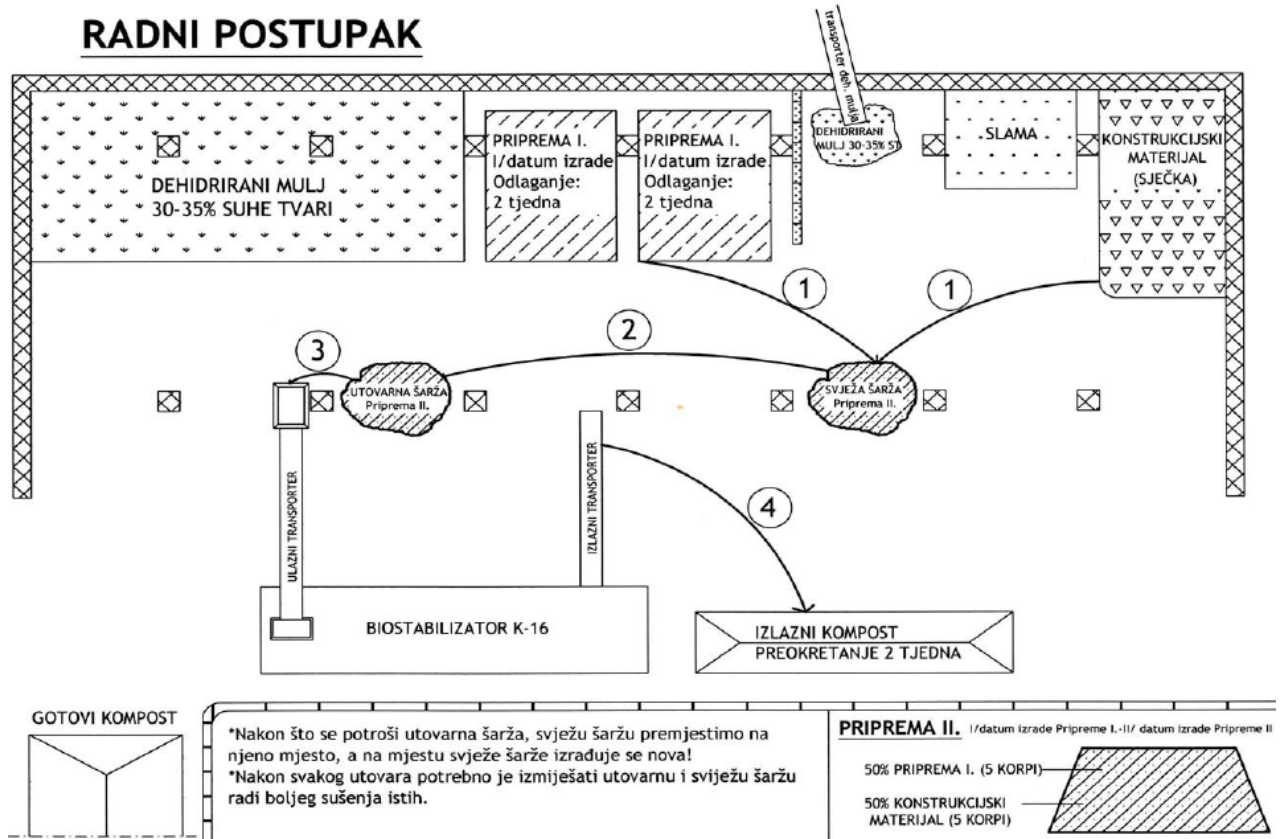 RADNI POSTUPAK
transporter deh. mulja
DEHIDRIRANI MULJ
30-35% SUHE TVARI
PRIPREMA I.
I/datum izrade
Odlaganje:
2 tjedna
PRIPREMA I.
I/datum izrade
Odlaganje:
2 tjedna
DEHIDRIRANI
MULJ 30-35% ST
SLAMA
KONSTRUKCIJSKI
MATERIJAL
(SJEČKA)
1
1
2
3
UTOVARNA ŠARŽA
Priprema II.
SVJEŽA ŠARŽA
Priprema II.
ULAZNI TRANSPORTER
IZLAZNI TRANSPORTER
4
BIOSTABILIZATOR K-16
IZLAZNI KOMPOST
PREOKRETANJE 2 TJEDNA
GOTOVI KOMPOST
*Nakon što se potroši utovarna šarža, svježu šaržu premjestimo na
njeno mjesto, a na mjestu svježe šarže izrađuje se nova!
*Nakon svakog utovara potrebno je izmiješati utovarnu i sviježu šaržu
radi boljeg sušenja istih.
PRIPREMA II. I/datum izrade Pripreme I.-II/ datum izrade Pripreme II
50% PRIPREMA I. (5 KORPI)
50% KONSTRUKCIJSKI
MATERIJAL (5 KORPI)